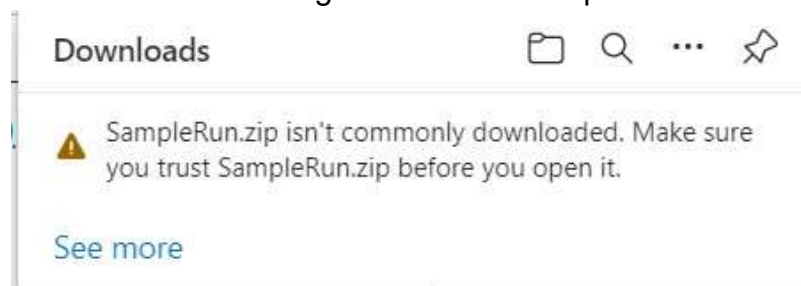 Downloads
SampleRun.zip isn't commonly downloaded. Make sure
you trust SampleRun.zip before you open it.
See more